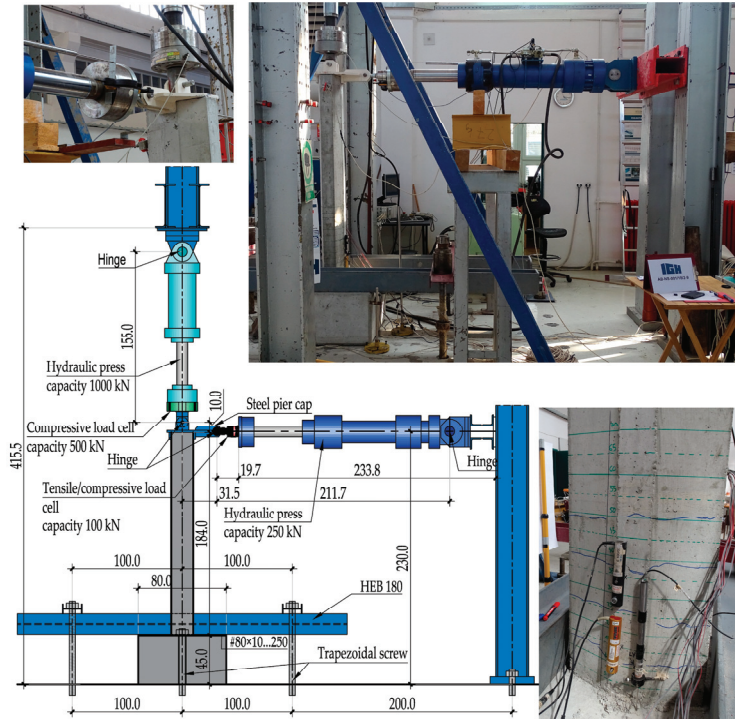 Hinge
155.0
Hydraulic press
capacity 1000 kN
10.0
Steel pier cap
Compressive load cell
capacity 500 kN
415.5
Hinge
Hinge
19.7
233.8
Tensile/compressive load
cell
capacity 100 kN
31.5
211.7
Hydraulic press
capacity 250 kN
184.0
230.0
100.0
100.0
80.0
HEB 180
#80×10...250
45.0
Trapezoidal screw
100.0
100.0
200.0
IGH